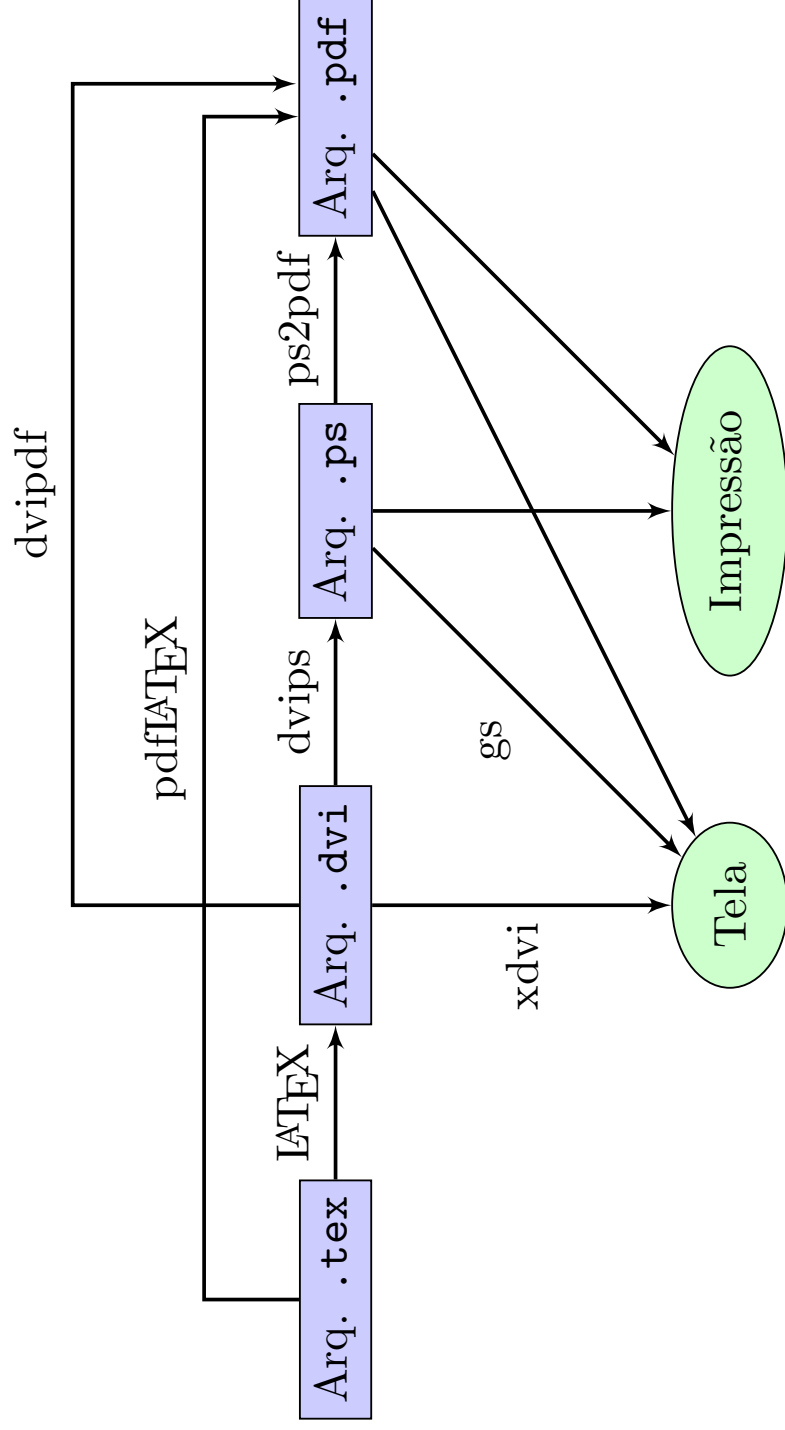 dvipdf
pdfLATEX
Arq. .tex
LATEX
Arq. .dvi
dvips
Arq. .ps
ps2pdf
Arq. .pdf
xdvi
gs
Tela
Impressão